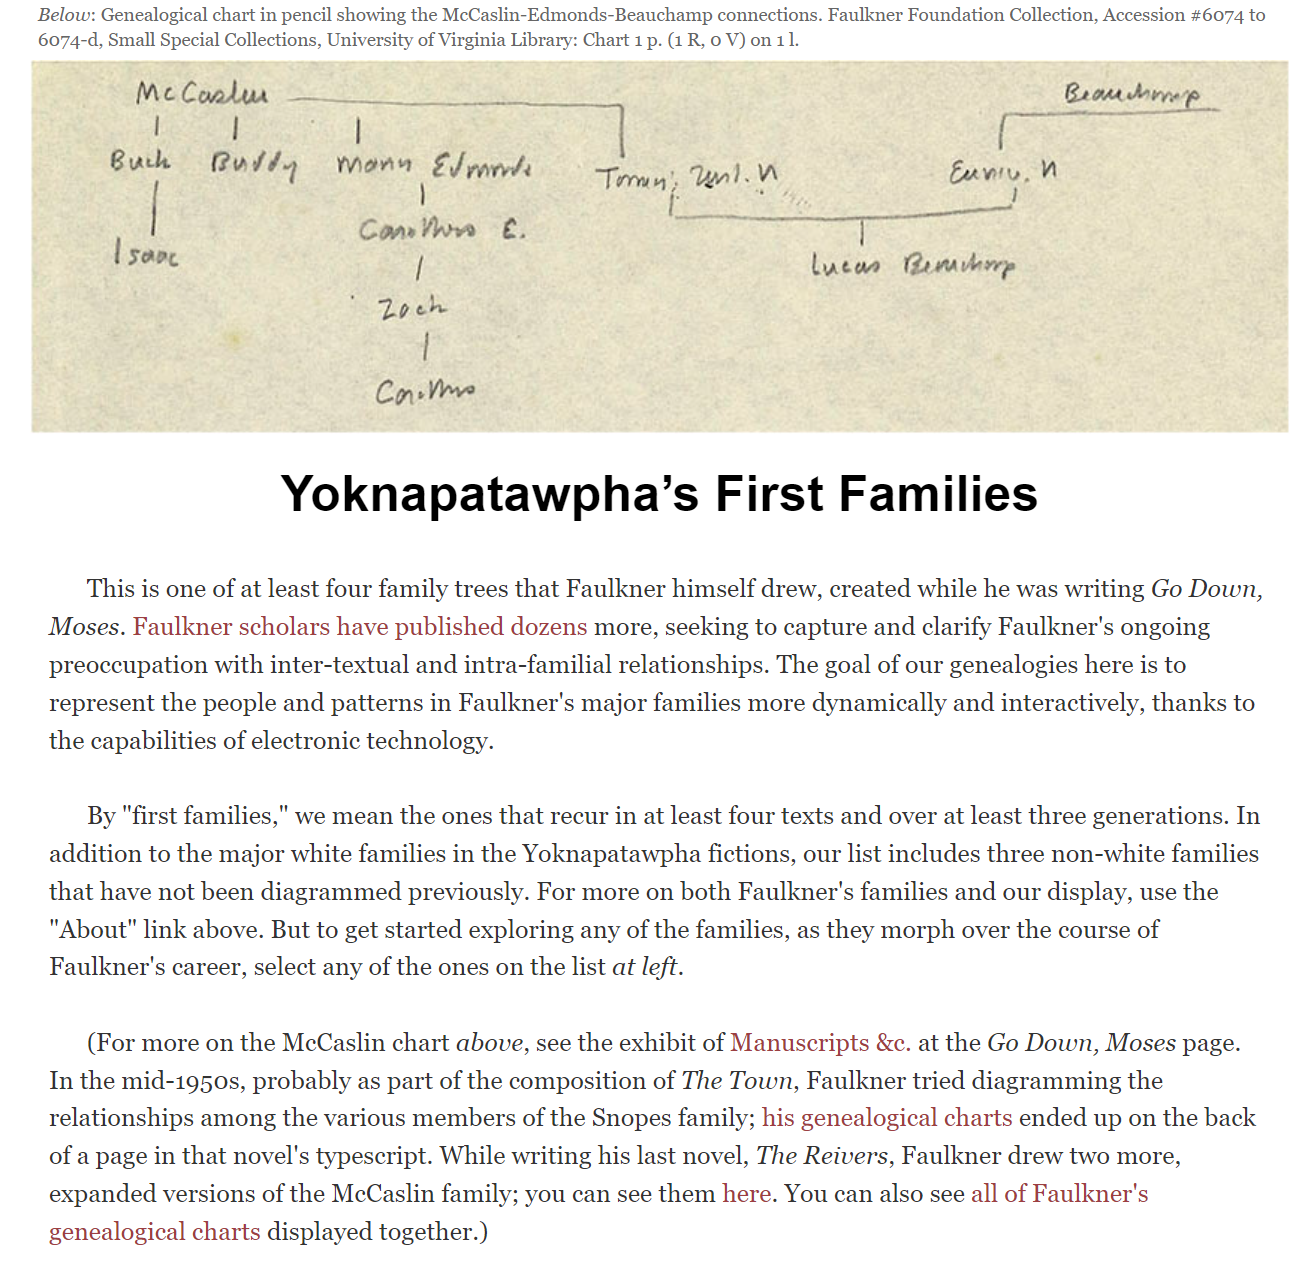 Below: Genealogical chart in pencil showing the McCaslin-Edmonds-Beauchamp connections. Faulkner Foundation Collection, Accession #6074 to
6074-d, Small Special Collections, University of Virginia Library: Chart 1 p. (1 R, 0 V) on 1 l.
McCaslin
Beauchamp
Buck Buddy Edmonds
Eunice. N
Carothers E.
Isaac
Lucas Beauchamp
Zach
Carothers
Yoknapatawpha’s First Families
This is one of at least four family trees that Faulkner himself drew, created while he was writing Go Down,
Moses. Faulkner scholars have published dozens more, seeking to capture and clarify Faulkner's ongoing
preoccupation with inter-textual and intra-familial relationships. The goal of our genealogies here is to
represent the people and patterns in Faulkner's major families more dynamically and interactively, thanks to
the capabilities of electronic technology.
By "first families," we mean the ones that recur in at least four texts and over at least three generations. In
addition to the major white families in the Yoknapatawpha fictions, our list includes three non-white families
that have not been diagrammed previously. For more on both Faulkner's families and our display, use the
"About" link above. But to get started exploring any of the families, as they morph over the course of
Faulkner's career, select any of the ones on the list at left.
(For more on the McCaslin chart above, see the exhibit of Manuscripts &c. at the Go Down, Moses page.
In the mid-1950s, probably as part of the composition of The Town, Faulkner tried diagramming the
relationships among the various members of the Snopes family; his genealogical charts ended up on the back
of a page in that novel's typescript. While writing his last novel, The Reivers, Faulkner drew two more,
expanded versions of the McCaslin family; you can see them here. You can also see all of Faulkner's
genealogical charts displayed together.)